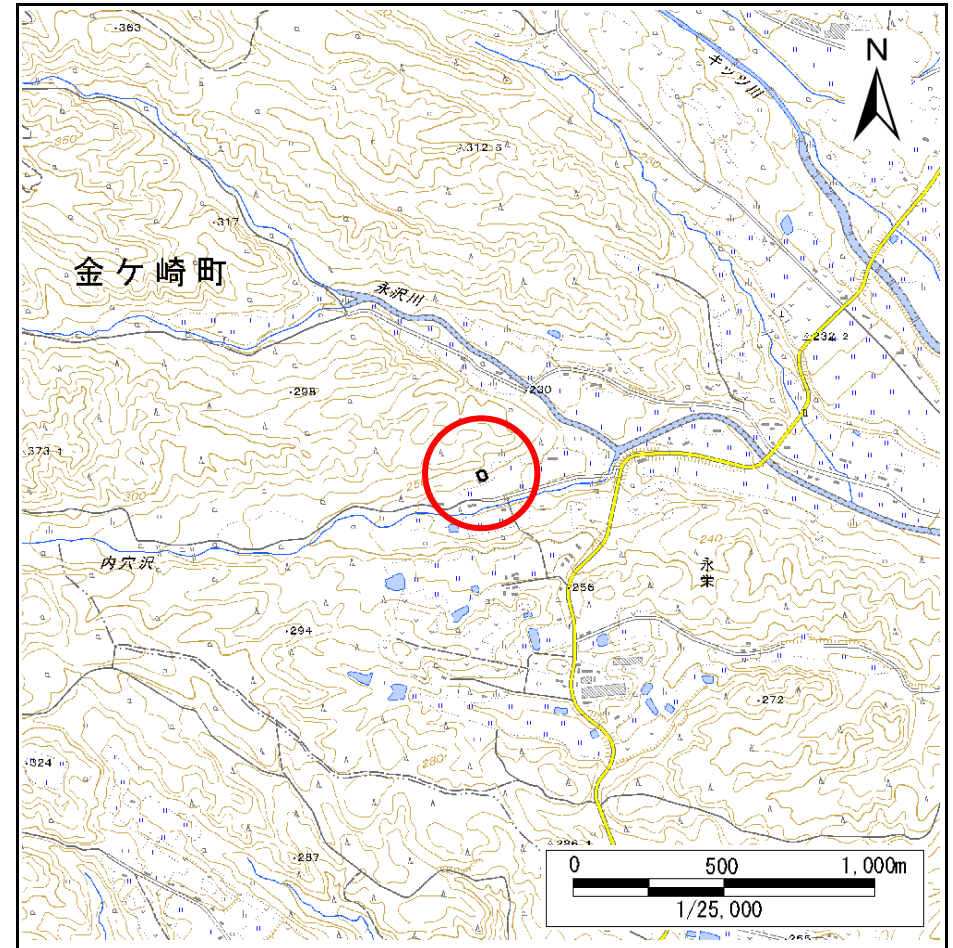 ・363
キッツ川
N
350
△312.5
・317
金ケ崎町
永沢川
△232.2
・230
・298
・373.1
300
240
内穴沢
永栄
・256
・294
・272
280
・324
・287
0 500 1,000m
1/25,000